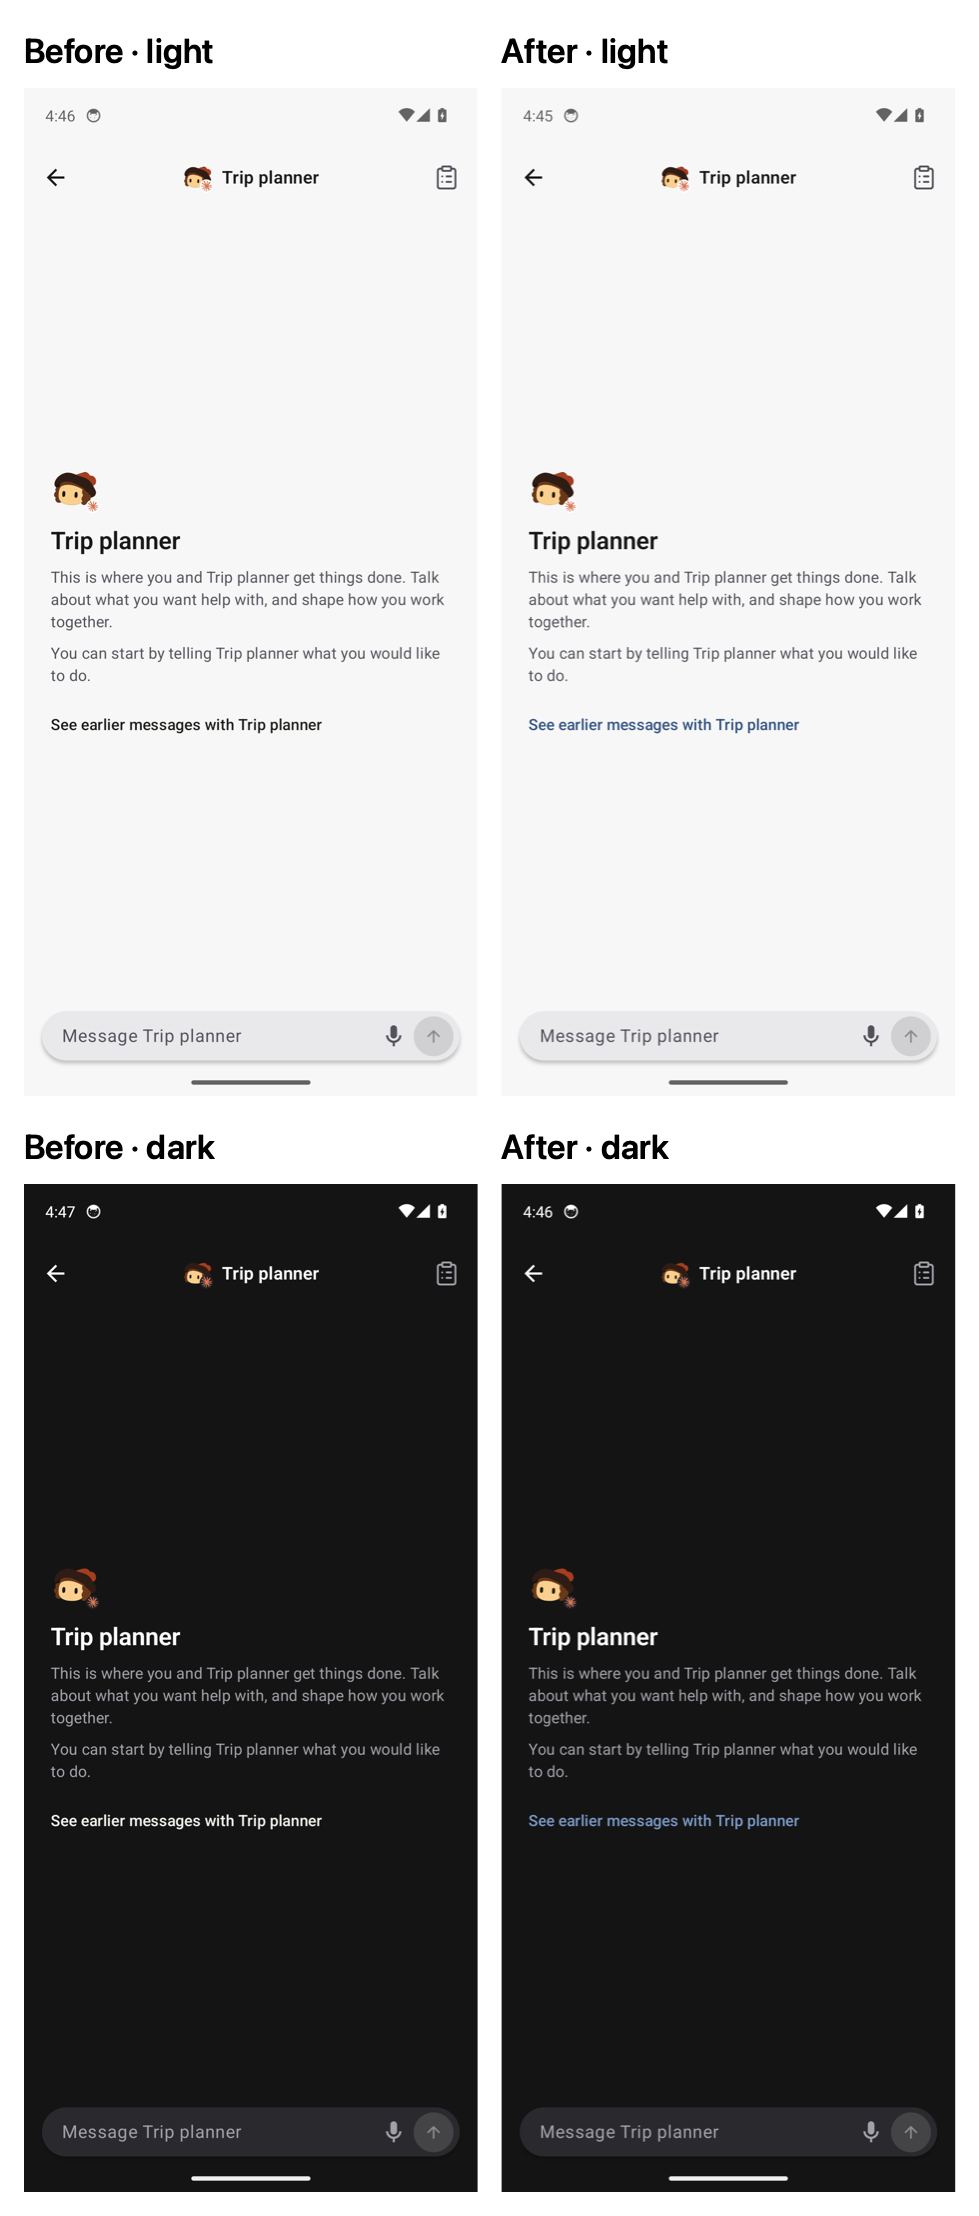 Before · light
After · light
4:46
Trip planner
Trip planner
This is where you and Trip planner get things done. Talk
about what you want help with, and shape how you work
together.
You can start by telling Trip planner what you would like
to do.
See earlier messages with Trip planner
Message Trip planner
4:45
Trip planner
Trip planner
This is where you and Trip planner get things done. Talk
about what you want help with, and shape how you work
together.
You can start by telling Trip planner what you would like
to do.
See earlier messages with Trip planner
Message Trip planner
Before · dark
After · dark
4:47
Trip planner
Trip planner
This is where you and Trip planner get things done. Talk
about what you want help with, and shape how you work
together.
You can start by telling Trip planner what you would like
to do.
See earlier messages with Trip planner
Message Trip planner
4:46
Trip planner
Trip planner
This is where you and Trip planner get things done. Talk
about what you want help with, and shape how you work
together.
You can start by telling Trip planner what you would like
to do.
See earlier messages with Trip planner
Message Trip planner